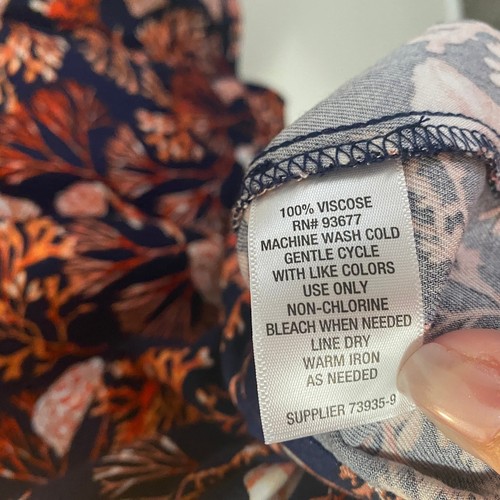 100% VISCOSE
RN# 93677
MACHINE WASH COLD
GENTLE CYCLE
WITH LIKE COLORS
USE ONLY
NON-CHLORINE
BLEACH WHEN NEEDED
LINE DRY
WARM IRON
AS NEEDED
SUPPLIER 73935-9